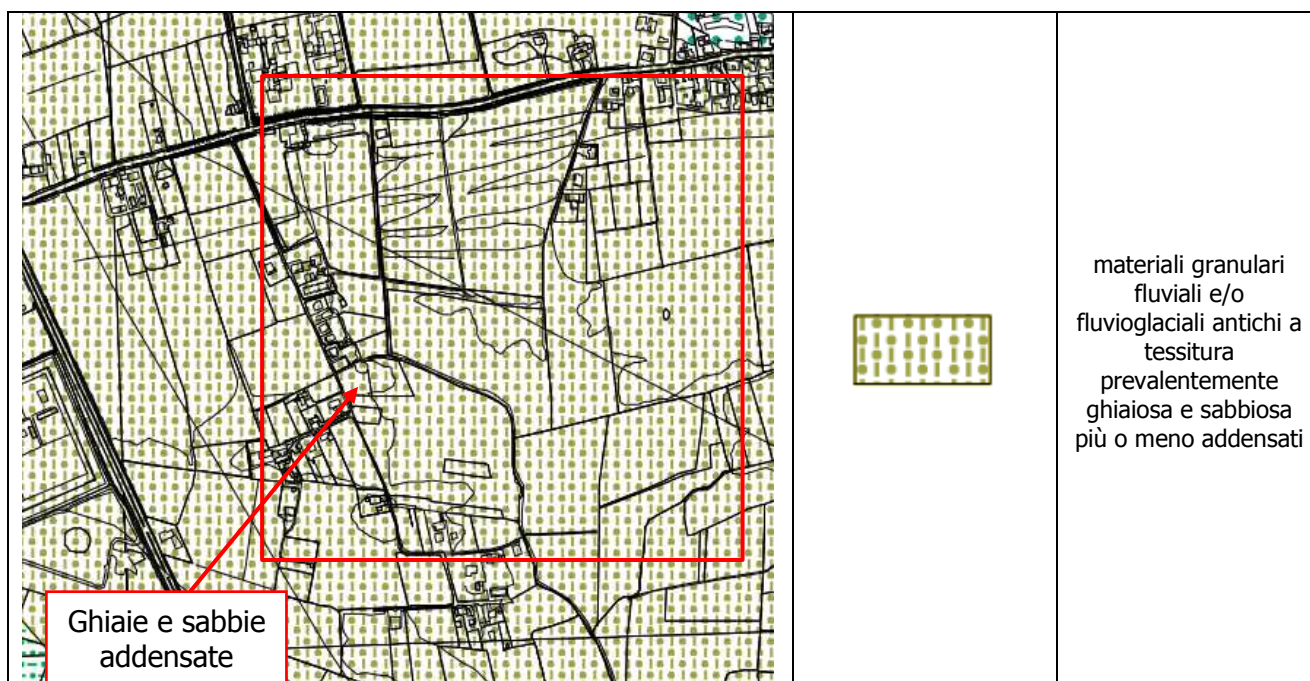 Ghiaie e sabbie
addensate
materiali granulari
fluviali e/o
fluvioglaciali antichi a
tessitura
prevalentemente
ghiaiosa e sabbiosa
più o meno addensati